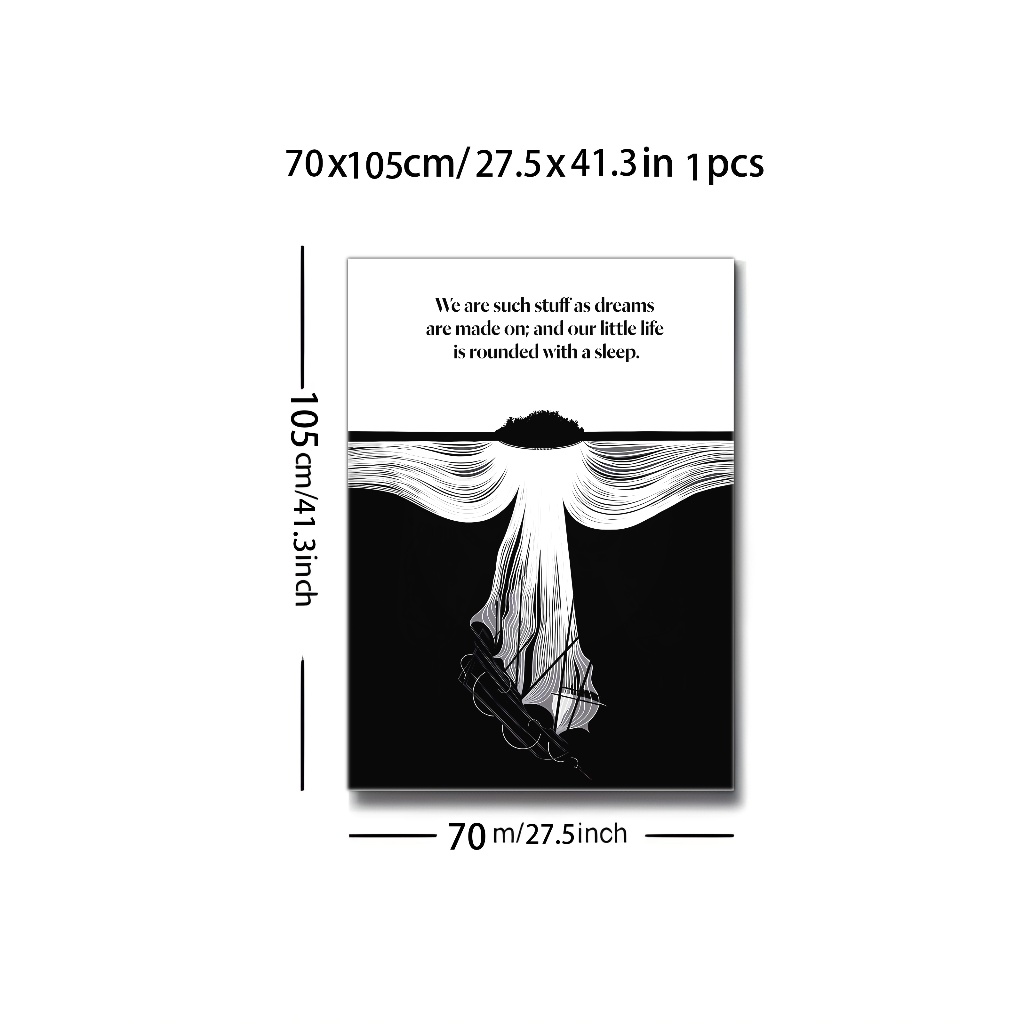 70x105cm/27.5x41.3in 1pcs
We are such stuff as dreams
are made on; and our little life
is rounded with a sleep.
105cm/41.3inch
70 m/27.5inch